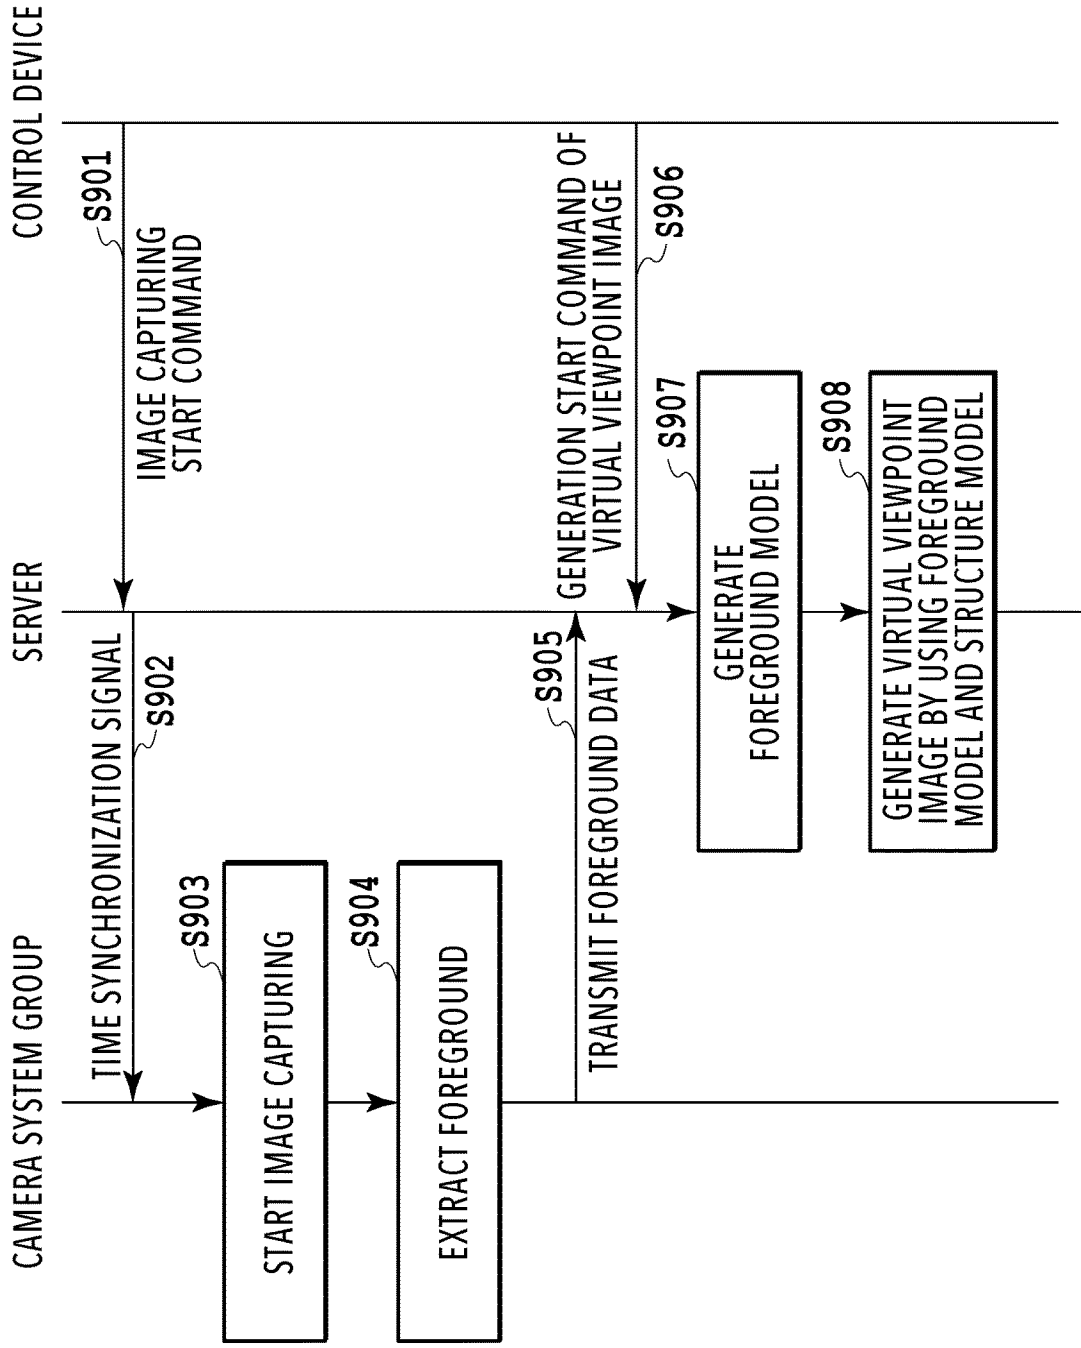 CAMERA SYSTEM GROUP
SERVER
CONTROL DEVICE
S901
IMAGE CAPTURING
START COMMAND
TIME SYNCHRONIZATION SIGNAL
S902
S903
START IMAGE CAPTURING
S904
EXTRACT FOREGROUND
S905
TRANSMIT FOREGROUND DATA
GENERATION START COMMAND OF
VIRTUAL VIEWPOINT IMAGE
S906
S907
GENERATE
FOREGROUND MODEL
S908
GENERATE VIRTUAL VIEWPOINT
IMAGE BY USING FOREGROUND
MODEL AND STRUCTURE MODEL